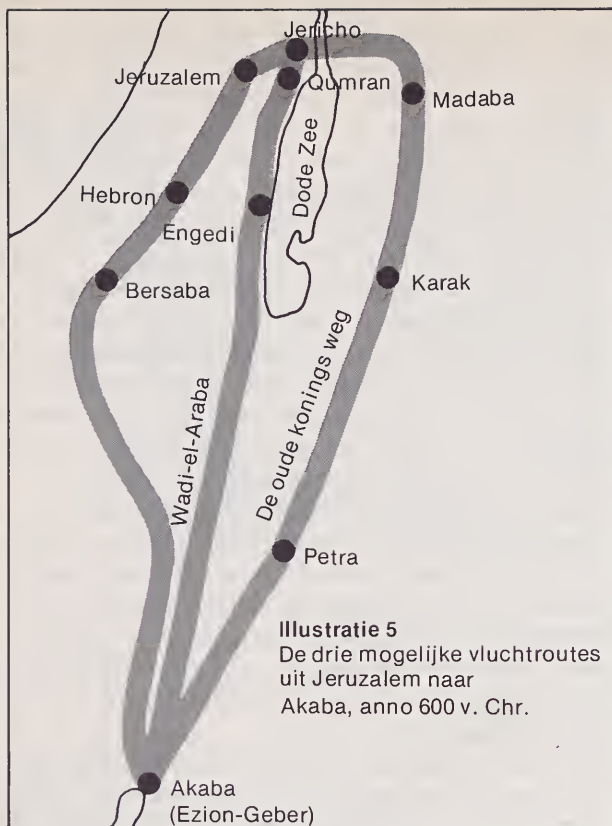 Jericho
Jeruzalem
Qumran
Madaba
Dode Zee
Hebron
Engedi
Bersaba
Karak
Wadi-el-Araba
De oude konings weg
Petra
Illustratie 5
De drie mogelijke vluchtroutes
uit Jeruzalem naar
Akaba, anno 600 v. Chr.
Akaba
(Ezion-Geber)